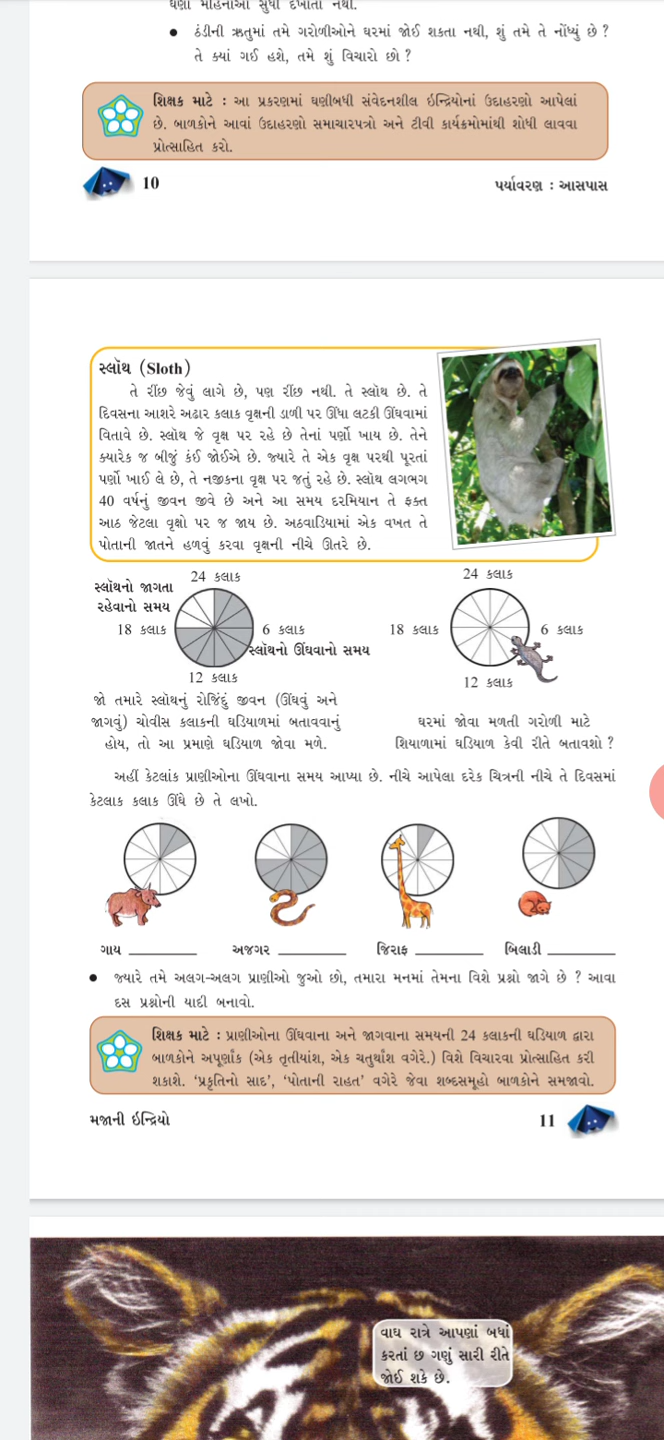 ઘણા મહિનાઓ સુધી દેખાતી નથી.
● ઠંડીની ઋતુમાં તમે ગરોળીઓને ઘરમાં જોઈ શકતા નથી, શું તમે તે નોંધ્યું છે ?
તે ક્યાં ગઈ હશે, તમે શું વિચારો છો ?
શિક્ષક માટે : આ પ્રકરણમાં ઘણીબધી સંવેદનશીલ ઇન્દ્રિયોનાં ઉદાહરણો આપેલાં
છે. બાળકોને આવાં ઉદાહરણો સમાચારપત્રો અને ટીવી કાર્યક્રમોમાંથી શોધી લાવવા
પ્રોત્સાહિત કરો.
10
પર્યાવરણ : આસપાસ
સ્લૉથ (Sloth)
તે રીંછ જેવું લાગે છે, પણ રીંછ નથી. તે સ્લૉથ છે. તે
દિવસના આશરે અઢાર કલાક વૃક્ષની ડાળી પર ઊંધા લટકી ઊંઘવામાં
વિતાવે છે. સ્લૉથ જે વૃક્ષ પર રહે છે તેનાં પર્ણો ખાય છે. તેને
ક્યારેક જ બીજું કંઈ જોઈએ છે. જ્યારે તે એક વૃક્ષ પરથી પૂરતાં
પર્ણો ખાઈ લે છે, તે નજીકના વૃક્ષ પર જતું રહે છે. સ્લૉથ લગભગ
40 વર્ષનું જીવન જીવે છે અને આ સમય દરમિયાન તે ફક્ત
આઠ જેટલા વૃક્ષો પર જ જાય છે. અઠવાડિયામાં એક વખત તે
પોતાની જાતને હળવું કરવા વૃક્ષની નીચે ઊતરે છે.
સ્લૉથનો જાગતા
રહેવાનો સમય
24 કલાક
18 કલાક
6 કલાક
સ્લૉથનો ઊંઘવાનો સમય
12 કલાક
24 કલાક
18 કલાક
6 કલાક
12 કલાક
જો તમારે સ્લૉથનું રોજિંદું જીવન (ઊંઘવું અને
જાગવું) ચોવીસ કલાકની ઘડિયાળમાં બતાવવાનું
હોય, તો આ પ્રમાણે ઘડિયાળ જોવા મળે.
ઘરમાં જોવા મળતી ગરોળી માટે
શિયાળામાં ઘડિયાળ કેવી રીતે બતાવશો ?
અહીં કેટલાંક પ્રાણીઓના ઊંઘવાના સમય આપ્યા છે. નીચે આપેલા દરેક ચિત્રની નીચે તે દિવસમાં
કેટલાક કલાક ઊંઘે છે તે લખો.
ગાય ________ અજગર ________ જિરાફ ________ બિલાડી ________
● જ્યારે તમે અલગ-અલગ પ્રાણીઓ જુઓ છો, તમારા મનમાં તેમના વિશે પ્રશ્નો જાગે છે ? આવા
દસ પ્રશ્નોની યાદી બનાવો.
શિક્ષક માટે : પ્રાણીઓના ઊંઘવાના અને જાગવાના સમયની 24 કલાકની ઘડિયાળ દ્વારા
બાળકોને અપૂર્ણાંક (એક તૃતીયાંશ, એક ચતુર્થાંશ વગેરે.) વિશે વિચારવા પ્રોત્સાહિત કરી
શકાશે. ‘પ્રકૃતિનો સાદ’, ‘પોતાની રાહત’ વગેરે જેવા શબ્દસમૂહો બાળકોને સમજાવો.
મજાની ઇન્દ્રિયો
11
વાઘ રાત્રે આપણાં બધાં
કરતાં છ ગણું સારી રીતે
જોઈ શકે છે.